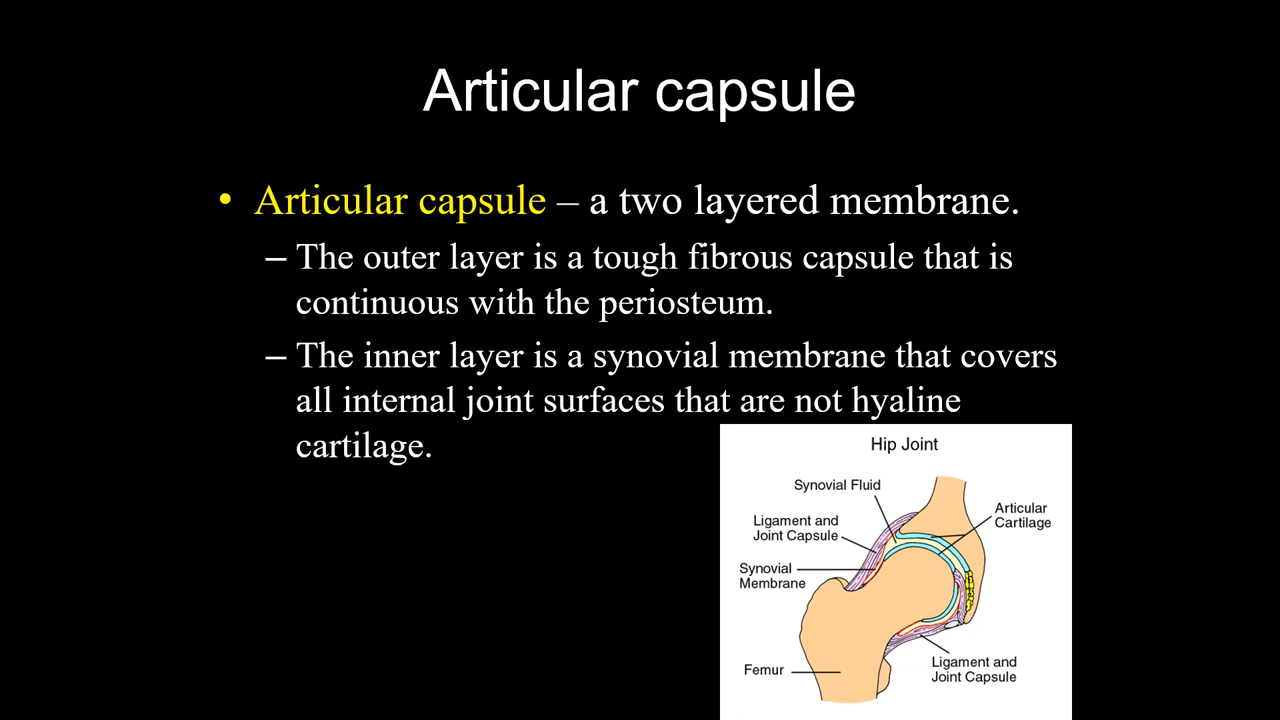 Articular capsule
• Articular capsule – a two layered membrane.
– The outer layer is a tough fibrous capsule that is
continuous with the periosteum.
– The inner layer is a synovial membrane that covers
all internal joint surfaces that are not hyaline
cartilage.
Hip Joint
Synovial Fluid
Articular
Cartilage
Ligament and
Joint Capsule
Synovial
Membrane
Femur
Ligament and
Joint Capsule